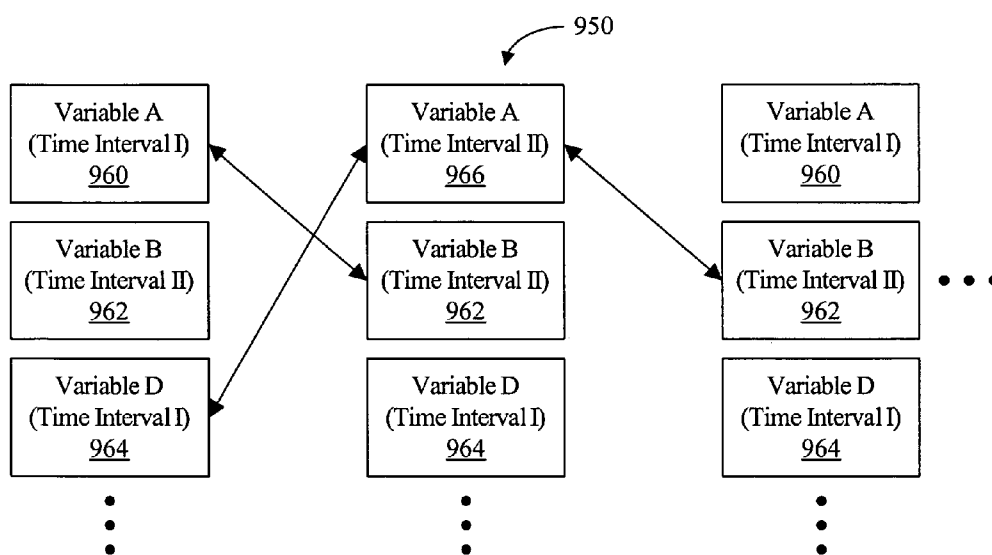 950
Variable A
(Time Interval I)
960
Variable A
(Time Interval II)
966
Variable A
(Time Interval I)
960
Variable B
(Time Interval II)
962
Variable B
(Time Interval II)
962
Variable B
(Time Interval II)
962
Variable D
(Time Interval I)
964
Variable D
(Time Interval I)
964
Variable D
(Time Interval I)
964